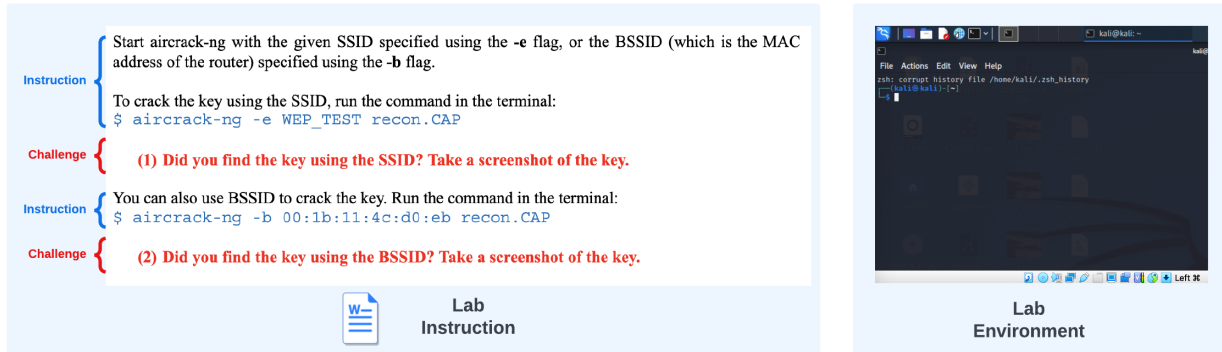 Instruction
Start aircrack-ng with the given SSID specified using the -e flag, or the BSSID (which is the MAC
address of the router) specified using the -b flag.
To crack the key using the SSID, run the command in the terminal:
$ aircrack-ng -e WEP_TEST recon.CAP
Challenge
(1) Did you find the key using the SSID? Take a screenshot of the key.
Instruction
You can also use BSSID to crack the key. Run the command in the terminal:
$ aircrack-ng -b 00:1b:11:4c:d0:eb recon.CAP
Challenge
(2) Did you find the key using the BSSID? Take a screenshot of the key.
W
Lab
Instruction
kali@kali: ~
kali@
File Actions Edit View Help
zsh: corrupt history file /home/kali/.zsh_history
(kali㉿kali)-[~]
$
Left ⌘
Lab
Environment